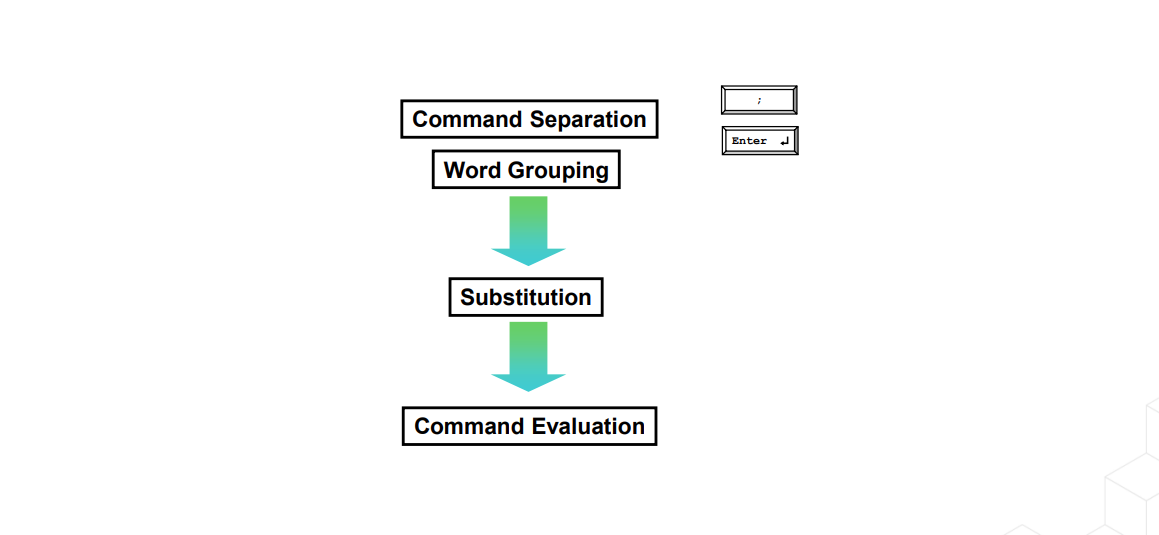 Command Separation
;
Enter ↵
Word Grouping
Substitution
Command Evaluation